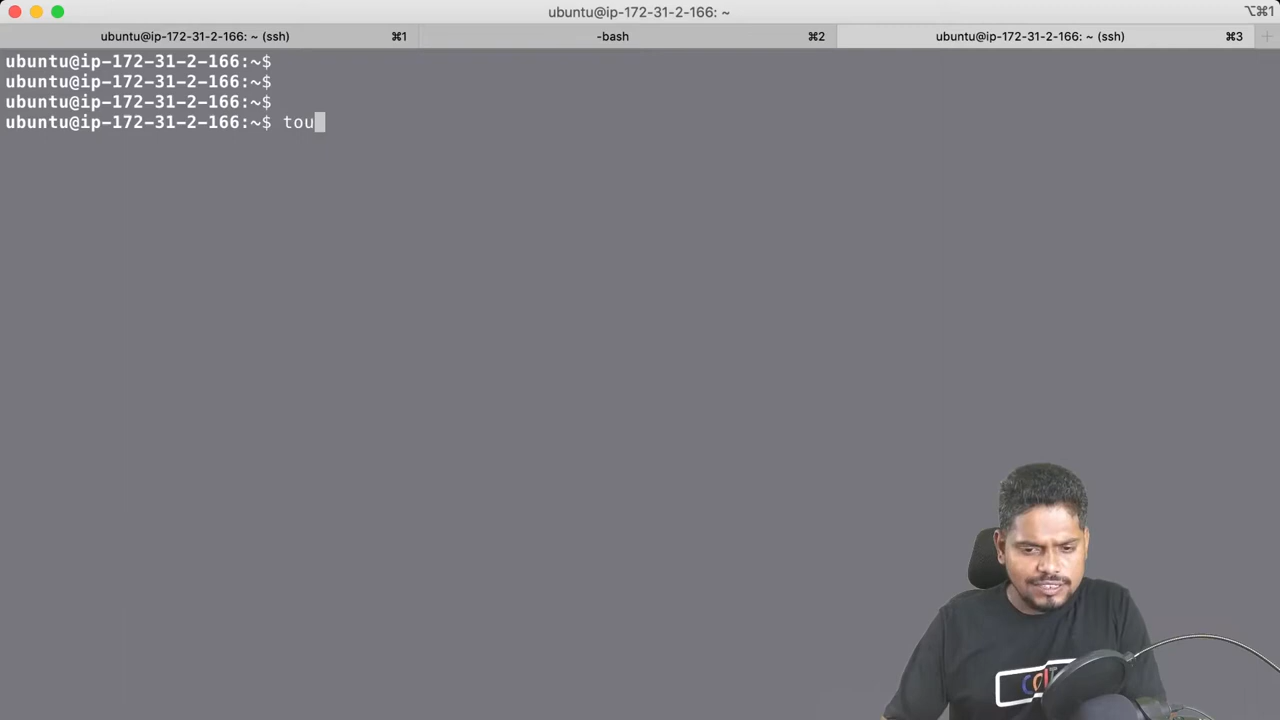 ubuntu@ip-172-31-2-166: ~
⌥⌘1
ubuntu@ip-172-31-2-166: ~ (ssh) ⌘1
-bash ⌘2
ubuntu@ip-172-31-2-166: ~ (ssh) ⌘3
ubuntu@ip-172-31-2-166:~$
ubuntu@ip-172-31-2-166:~$
ubuntu@ip-172-31-2-166:~$
ubuntu@ip-172-31-2-166:~$ tou